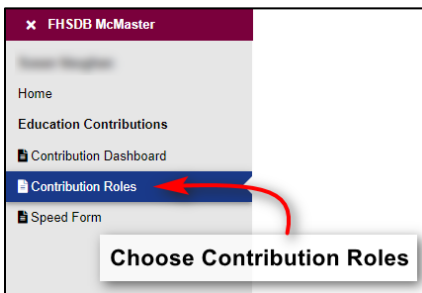 × FHSDB McMaster
Home
Education Contributions
Contribution Dashboard
Contribution Roles
Speed Form
Choose Contribution Roles